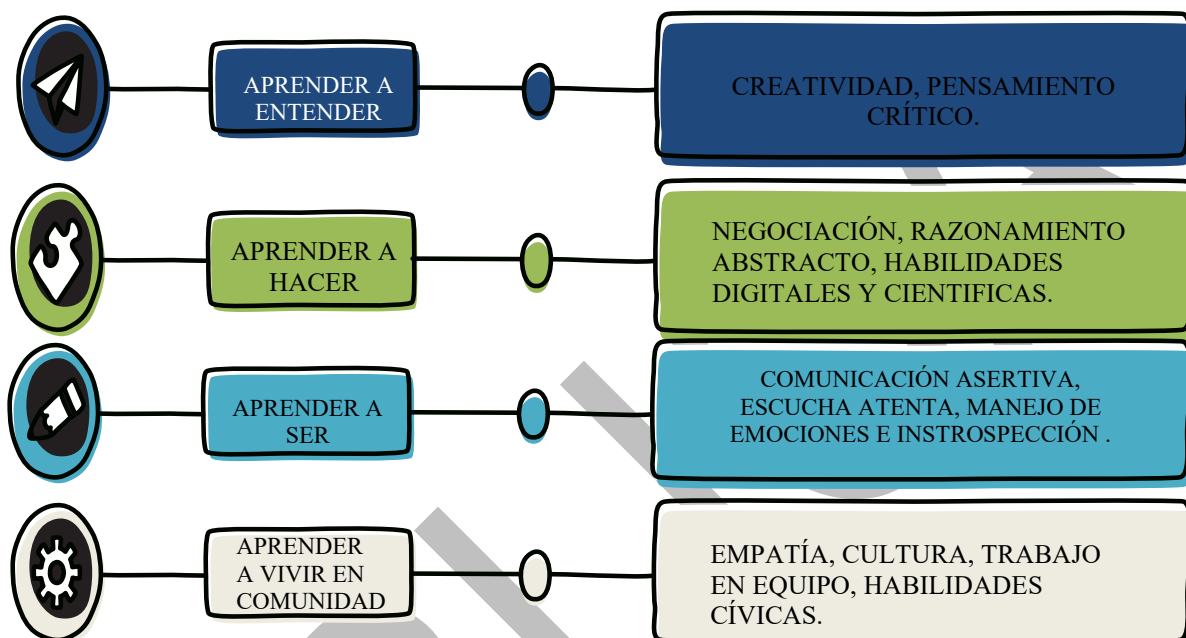 APRENDER A
ENTENDER
CREATIVIDAD, PENSAMIENTO
CRÍTICO.
APRENDER A
HACER
NEGOCIACIÓN, RAZONAMIENTO
ABSTRACTO, HABILIDADES
DIGITALES Y CIENTIFICAS.
APRENDER A
SER
COMUNICACIÓN ASERTIVA,
ESCUCHA ATENTA, MANEJO DE
EMOCIONES E INSTROSPECCIÓN .
APRENDER
A VIVIR EN
COMUNIDAD
EMPATÍA, CULTURA, TRABAJO
EN EQUIPO, HABILIDADES
CÍVICAS.